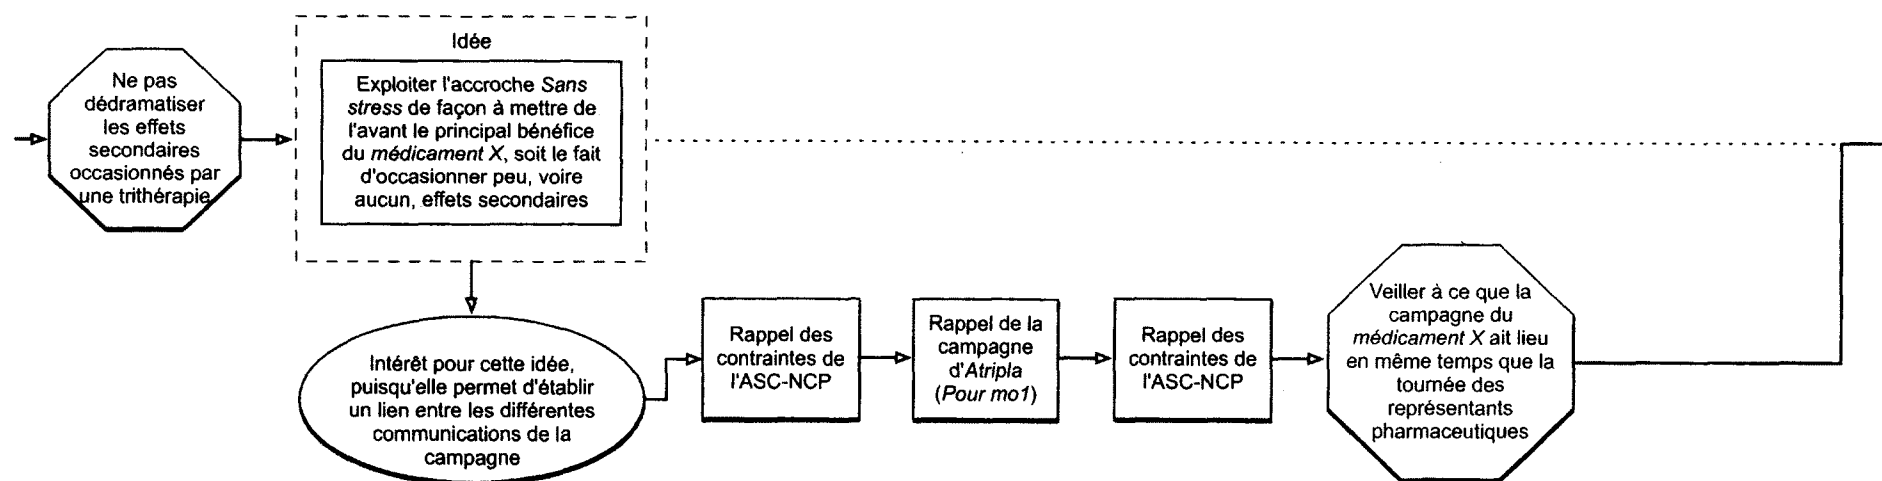 Ne pas
dédramatiser
les effets
secondaires
occasionnés par
une trithérapie
Idée
Exploiter l'accroche Sans
stress de façon à mettre de
l'avant le principal bénéfice
du médicament X, soit le fait
d'occasionner peu, voire
aucun, effets secondaires
Intérêt pour cette idée,
puisqu'elle permet d'établir
un lien entre les différentes
communications de la
campagne
Rappel des
contraintes de
l'ASC-NCP
Rappel de la
campagne
d'Atripla
(Pour mo1)
Rappel des
contraintes de
l'ASC-NCP
Veiller à ce que la
campagne du
médicament X ait lieu
en même temps que la
tournée des
représentants
pharmaceutiques